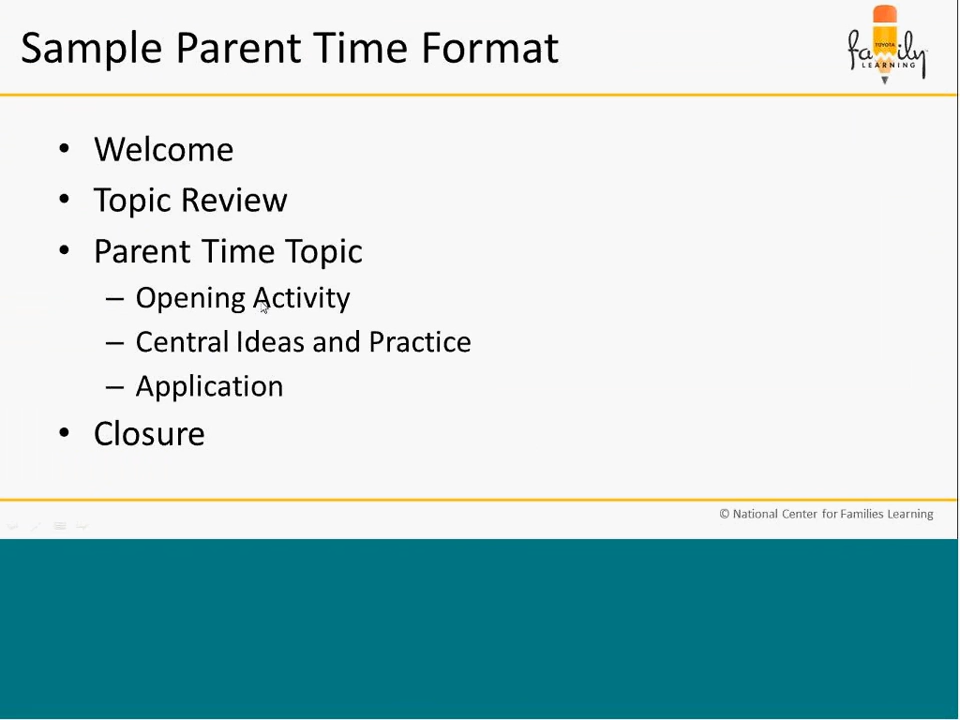 Sample Parent Time Format
TOYOTA
family
LEARNING
• Welcome
• Topic Review
• Parent Time Topic
– Opening Activity
– Central Ideas and Practice
– Application
• Closure
© National Center for Families Learning